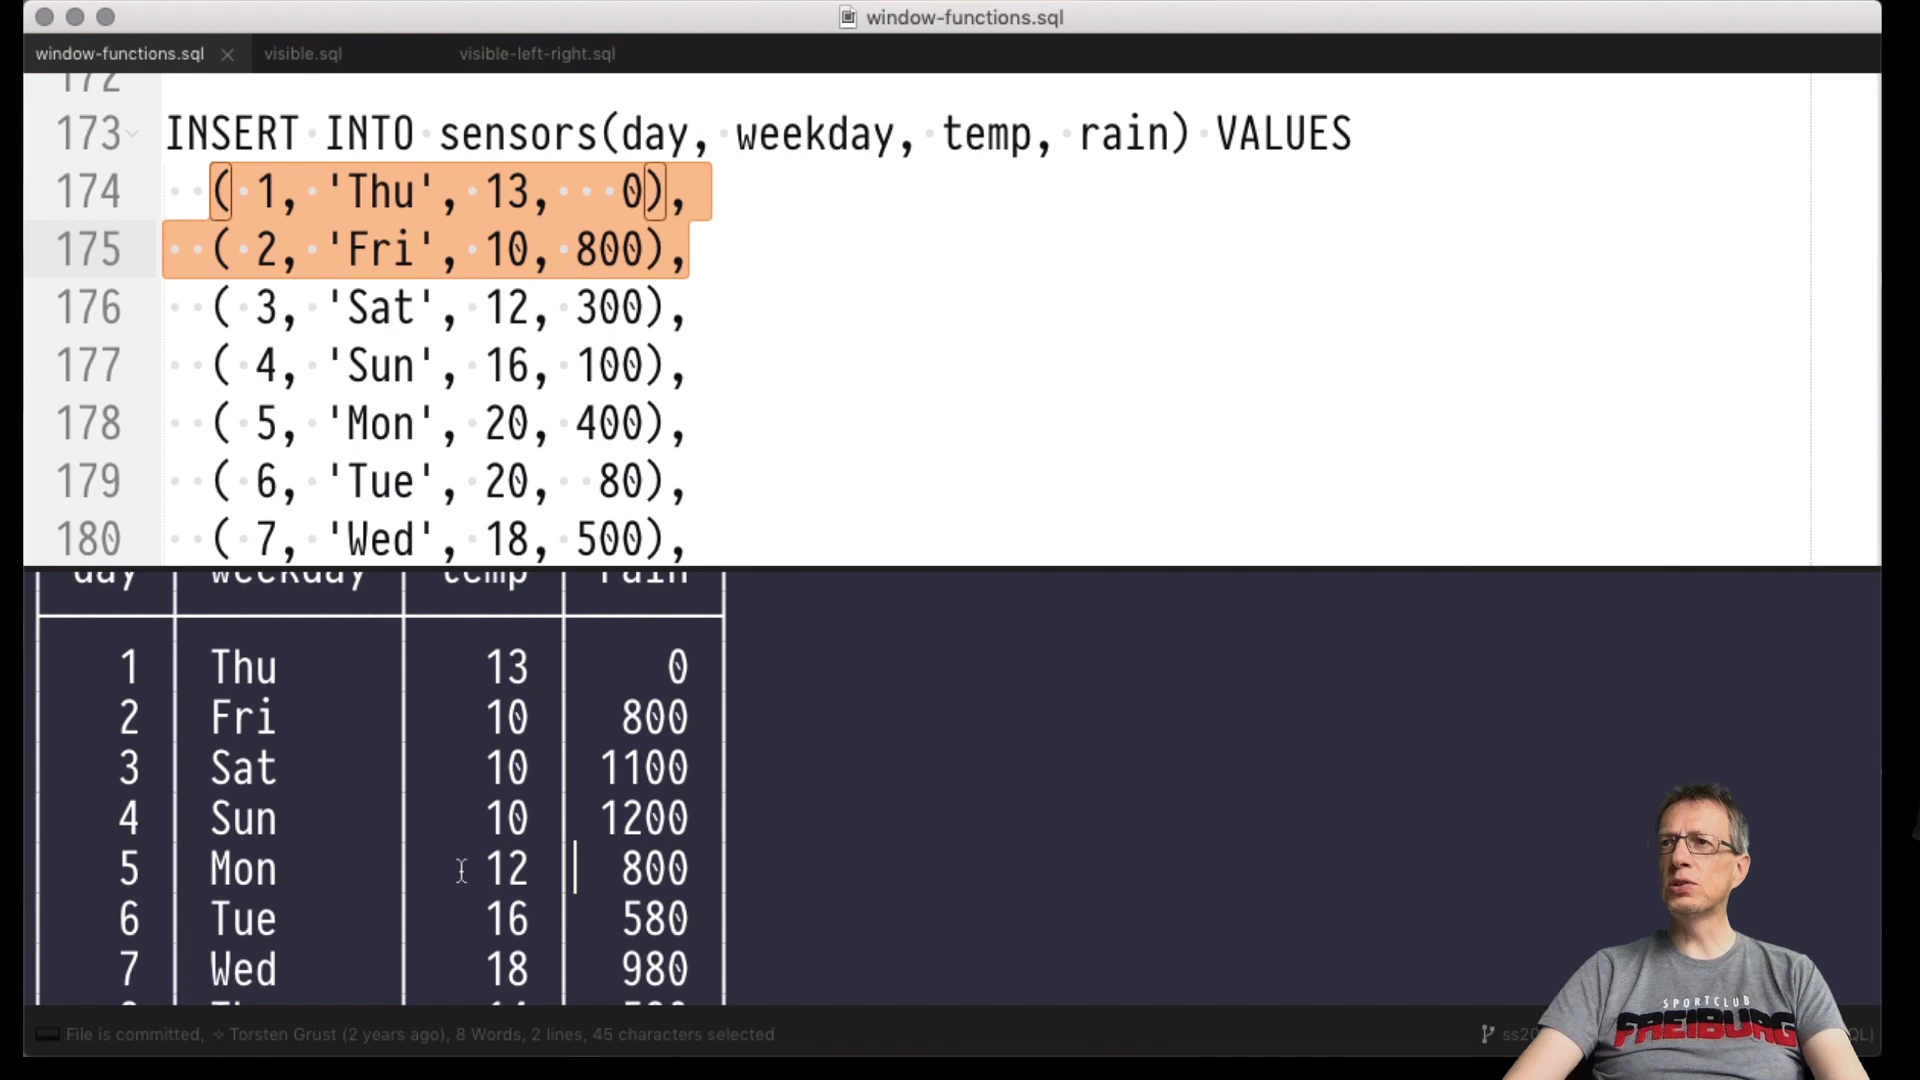 window-functions.sql
window-functions.sql visible.sql visible-left-right.sql
172
173 INSERT INTO sensors(day, weekday, temp, rain) VALUES
174 ( 1, 'Thu', 13, 0),
175 ( 2, 'Fri', 10, 800),
176 ( 3, 'Sat', 12, 300),
177 ( 4, 'Sun', 16, 100),
178 ( 5, 'Mon', 20, 400),
179 ( 6, 'Tue', 20, 80),
180 ( 7, 'Wed', 18, 500),
day weekday temp rain
1 Thu 13 0
2 Fri 10 800
3 Sat 10 1100
4 Sun 10 1200
5 Mon 12 800
6 Tue 16 580
7 Wed 18 980
File is committed, Torsten Grust (2 years ago), 8 Words, 2 lines, 45 characters selected
SPORTCLUB
FREIBURG